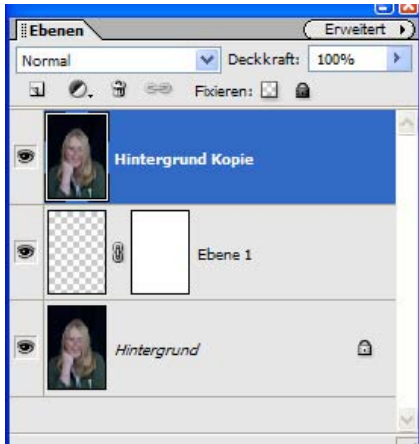 Ebenen Erweitert
Normal Deckkraft: 100%
Fixieren:
Hintergrund Kopie
Ebene 1
Hintergrund